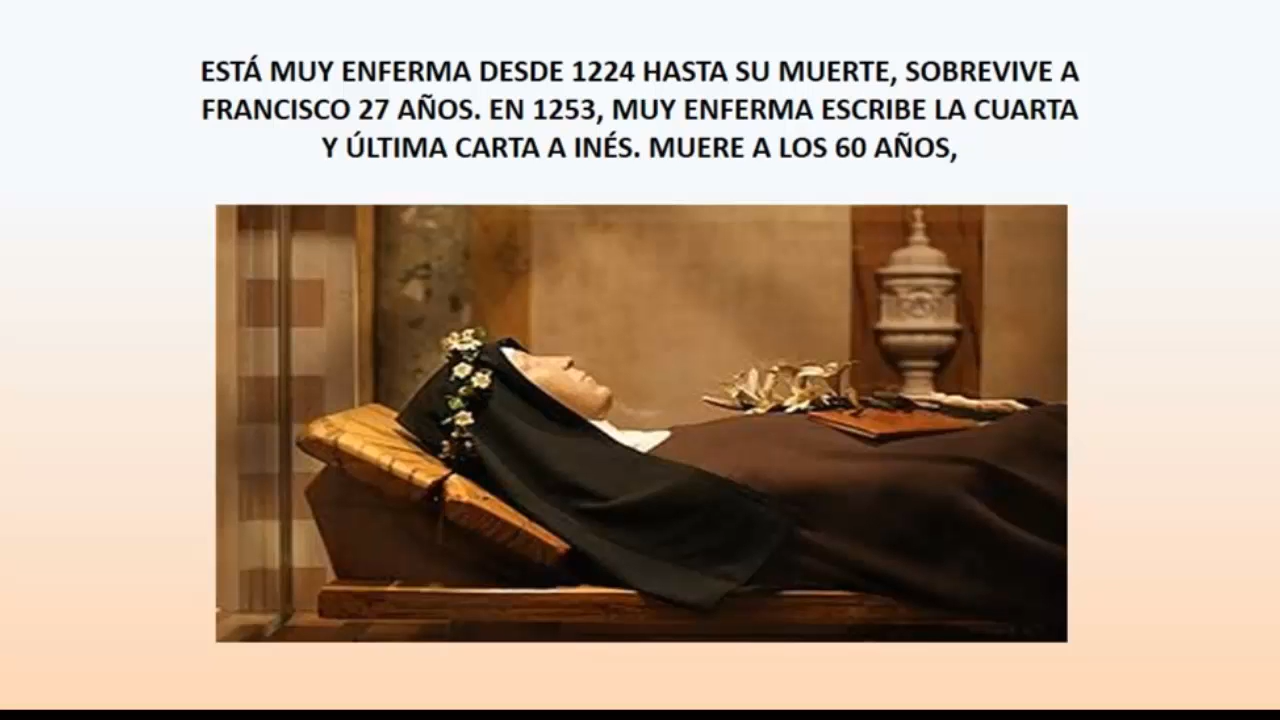 ESTÁ MUY ENFERMA DESDE 1224 HASTA SU MUERTE, SOBREVIVE A
FRANCISCO 27 AÑOS. EN 1253, MUY ENFERMA ESCRIBE LA CUARTA
Y ÚLTIMA CARTA A INÉS. MUERE A LOS 60 AÑOS,